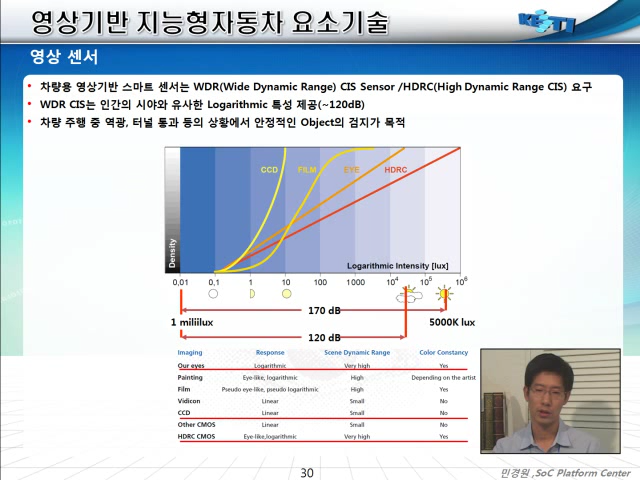 영상기반 지능형자동차 요소기술
KETI
영상 센서
• 차량용 영상기반 스마트 센서는 WDR(Wide Dynamic Range) CIS Sensor /HDRC(High Dynamic Range CIS) 요구
• WDR CIS는 인간의 시야와 유사한 Logarithmic 특성 제공(~120dB)
• 차량 주행 중 역광, 터널 통과 등의 상황에서 안정적인 Object의 검지가 목적
CCD FILM EYE HDRC
Density
Logarithmic Intensity [lux]
0,01 0,1 1 10 100 1000 10⁴ 10⁵ 10⁶
170 dB
1 miliilux 5000K lux
120 dB
Imaging Response Scene Dynamic Range Color Constancy
Our eyes Logarithmic Very high Yes
Painting Eye-like, logarithmic High Depending on the artist
Film Pseudo eye-like, pseudo logarithmic High Yes
Vidicon Linear Small No
CCD Linear Small No
Other CMOS Linear Small No
HDRC CMOS Eye-like,logarithmic Very high Yes
30
민경원 ,SoC Platform Center